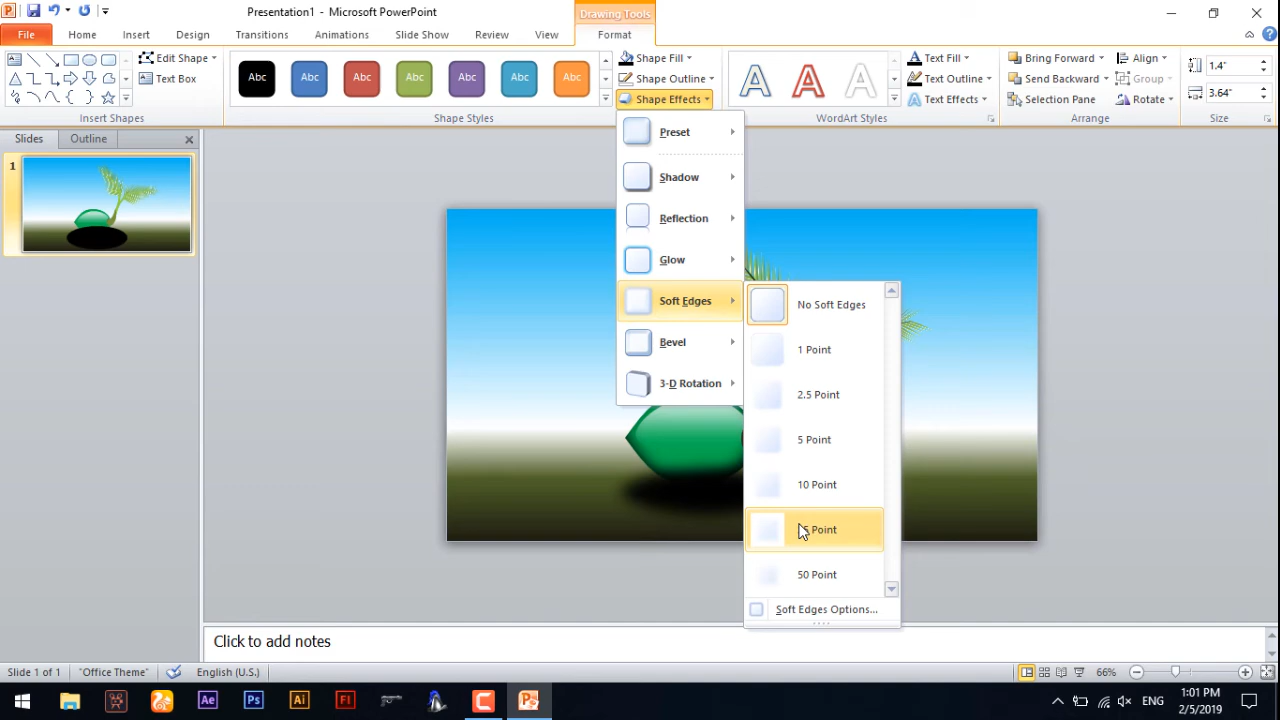 Presentation1 - Microsoft PowerPoint
Drawing Tools
File Home Insert Design Transitions Animations Slide Show Review View Format
Edit Shape
Text Box
Insert Shapes
Abc Abc Abc Abc Abc Abc Abc
Shape Styles
Shape Fill
Shape Outline
Shape Effects
A A A
WordArt Styles
Text Fill
Text Outline
Text Effects
Bring Forward
Send Backward
Selection Pane
Align
Group
Rotate
Arrange
1.4"
3.64"
Size
Slides Outline
1
Preset
Shadow
Reflection
Glow
Soft Edges
Bevel
3-D Rotation
No Soft Edges
1 Point
2.5 Point
5 Point
10 Point
Point
50 Point
Soft Edges Options...
Click to add notes
Slide 1 of 1 "Office Theme" English (U.S.) 66%
Ae Ps Ai Fl
ENG
1:01 PM
2/5/2019